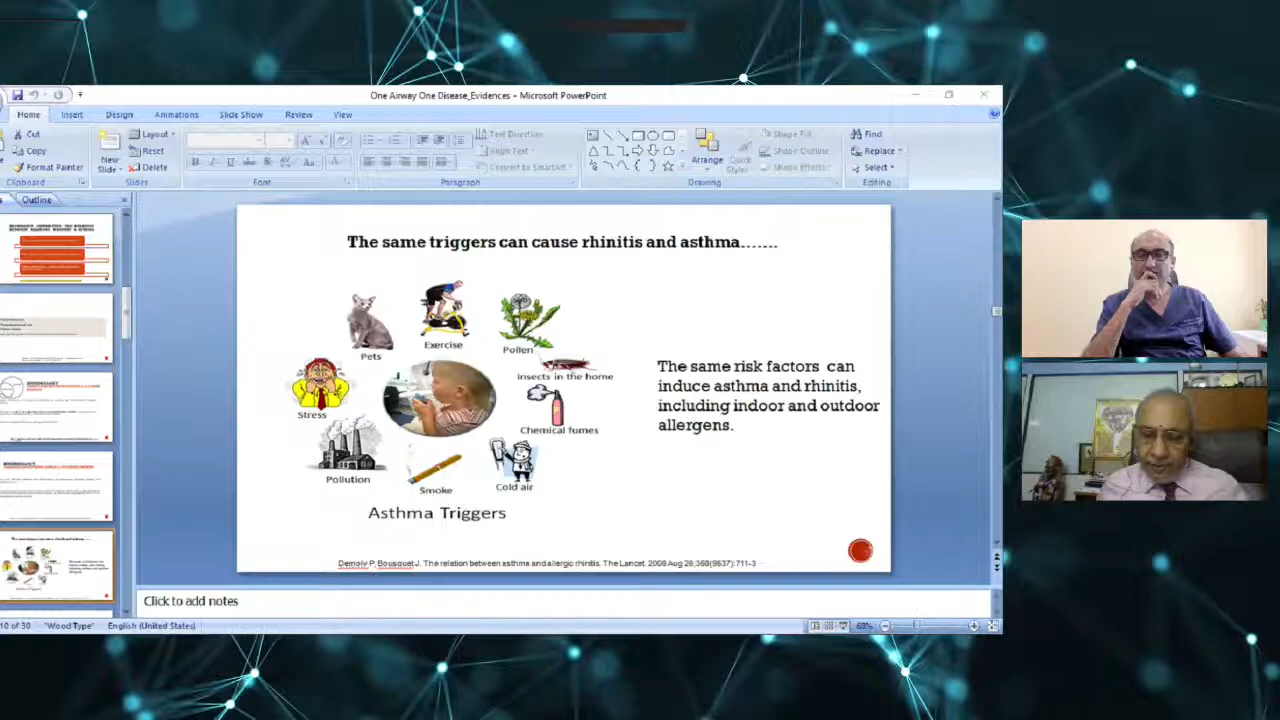 One Airway One Disease_Evidences - Microsoft PowerPoint
Home Insert Design Animations Slide Show Review View
Cut
Copy
Format Painter
Clipboard
New Slide
Layout
Reset
Delete
Slides
Font
Text Direction
Align Text
Convert to SmartArt
Paragraph
Arrange
Quick Styles
Shape Fill
Shape Outline
Shape Effects
Drawing
Find
Replace
Select
Editing
Outline
The same triggers can cause rhinitis and asthma.......
Pets
Exercise
Pollen
Insects in the home
Stress
Chemical fumes
Pollution
Smoke
Cold air
Asthma Triggers
The same risk factors can
induce asthma and rhinitis,
including indoor and outdoor
allergens.
Demoly P, Bousquet J. The relation between asthma and allergic rhinitis. The Lancet. 2006 Aug 26;368(9537):711-3
Click to add notes
10 of 30 "Wood Type" English (United States)
68%